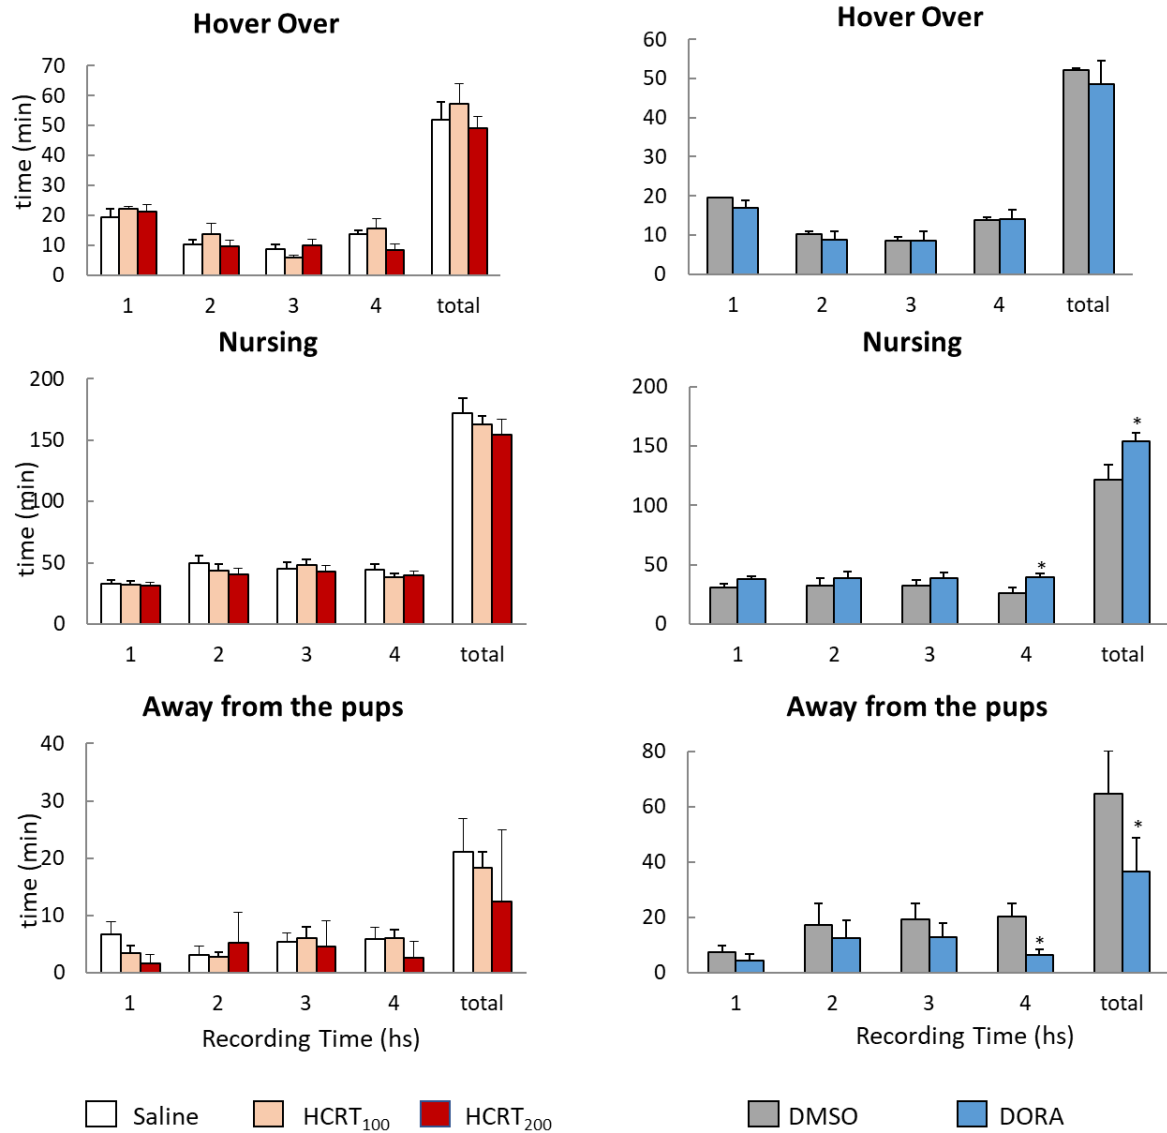 Hover Over
time (min)
70
60
50
40
30
20
10
0
1 2 3 4 total
Nursing
time (min)
200
150
100
50
0
1 2 3 4 total
Away from the pups
time (min)
40
30
20
10
0
1 2 3 4 total
Recording Time (hs)
Saline HCRT100 HCRT200
Hover Over
60
50
40
30
20
10
0
1 2 3 4 total
Nursing
200
150
100
50
0
* *
1 2 3 4 total
Away from the pups
80
60
40
20
0
* *
1 2 3 4 total
Recording Time (hs)
DMSO DORA